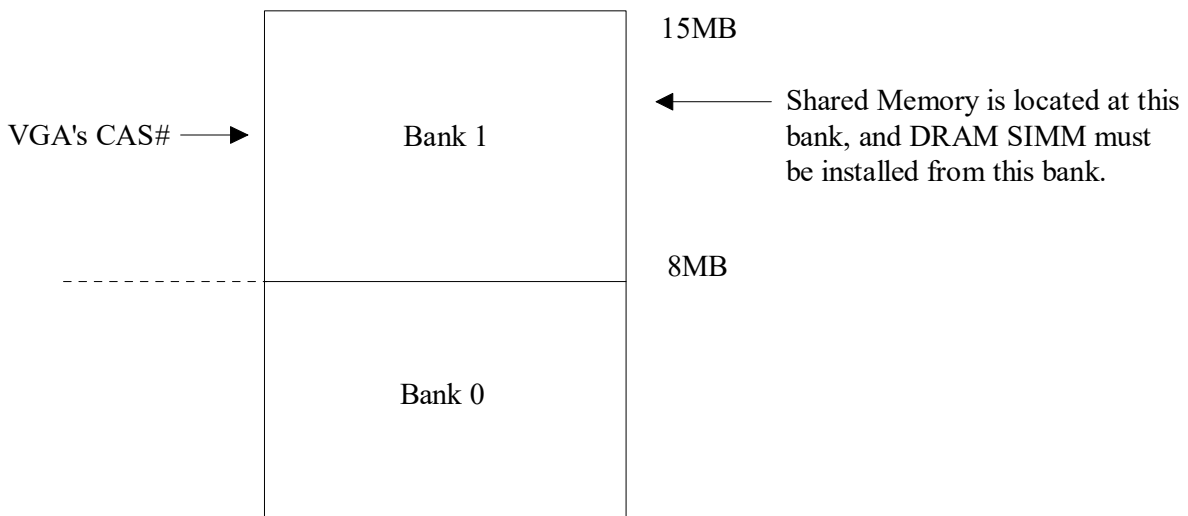 15MB
VGA's CAS#
Bank 1
Shared Memory is located at this
bank, and DRAM SIMM must
be installed from this bank.
8MB
Bank 0